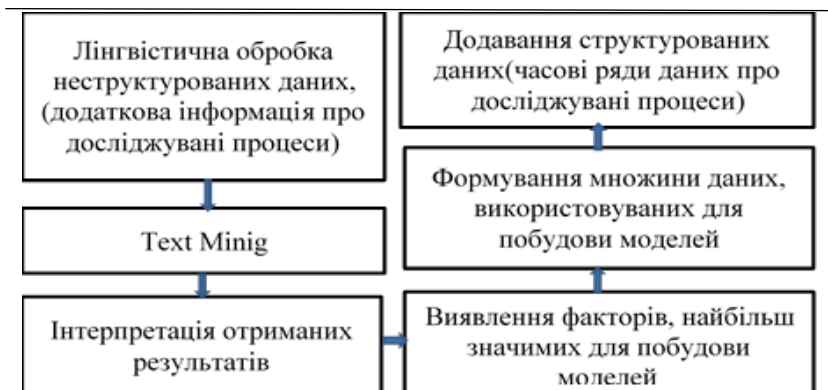 Лінгвістична обробка
неструктурованих даних,
(додаткова інформація про
досліджувані процеси)
Text Minig
Інтерпретація отриманих
результатів
Виявлення факторів, найбільш
значимих для побудови
моделей
Формування множини даних,
використовуваних для
побудови моделей
Додавання структурованих
даних(часові ряди даних про
досліджувані процеси)